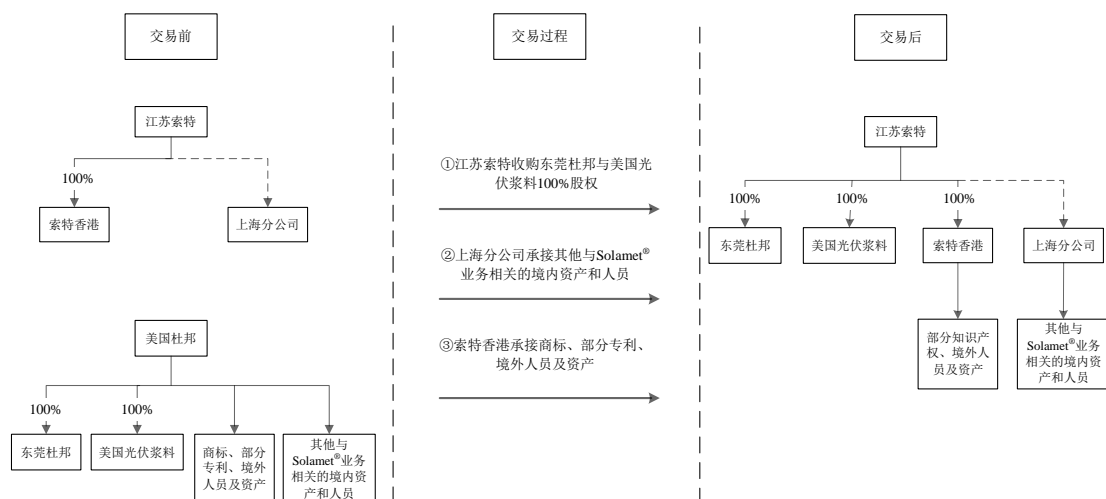 交易前
江苏索特
100%
索特香港
上海分公司
美国杜邦
100%
100%
东莞杜邦
美国光伏浆料
商标、部分
专利、境外
人员及资产
其他与
Solamet®业务
相关的境内资
产和人员
交易过程
①江苏索特收购东莞杜邦与美国光
伏浆料100%股权
②上海分公司承接其他与Solamet®
业务相关的境内资产和人员
③索特香港承接商标、部分专利、
境外人员及资产
交易后
江苏索特
100%
100%
100%
东莞杜邦
美国光伏浆料
索特香港
上海分公司
部分知识产
权、境外人
员及资产
其他与
Solamet®业务
相关的境内资
产和人员